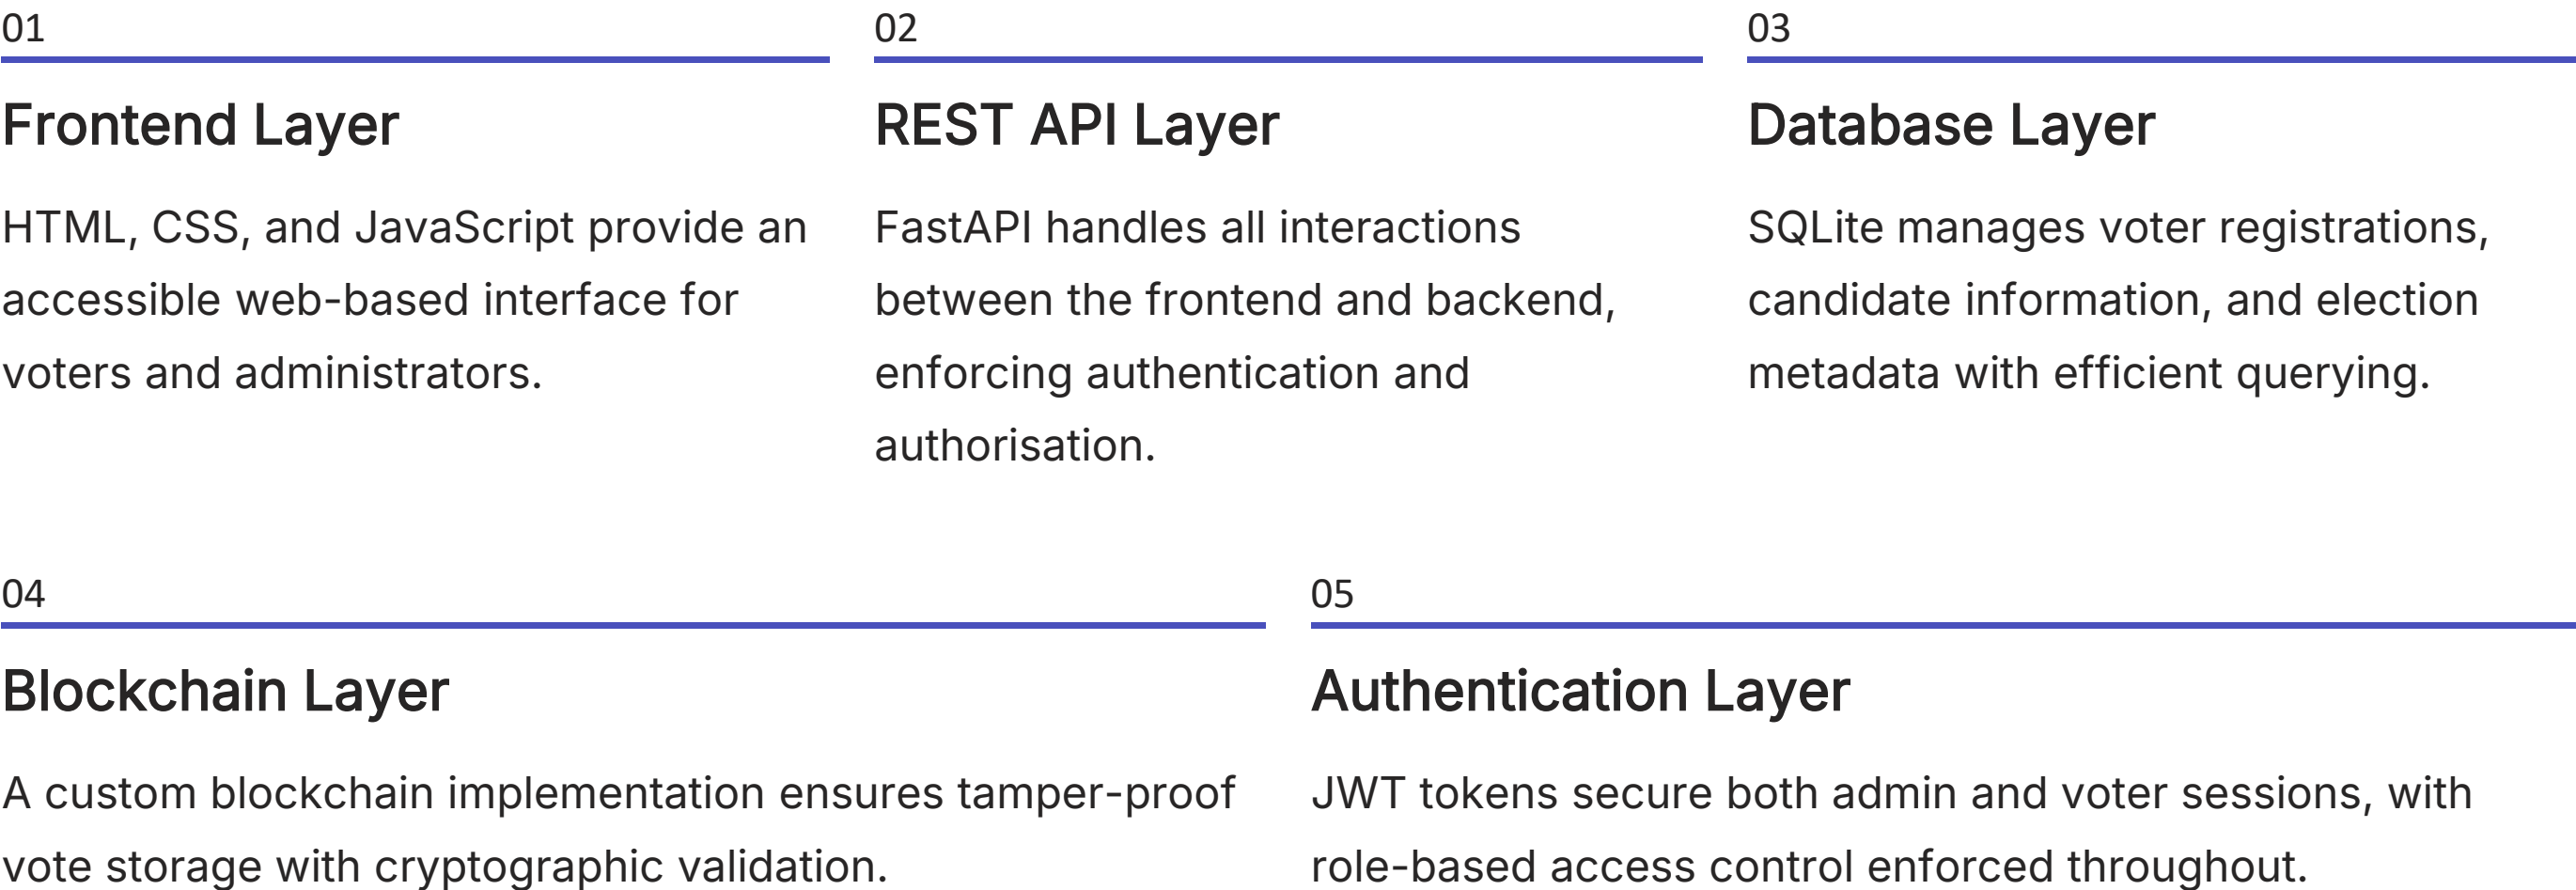 01
Frontend Layer
HTML, CSS, and JavaScript provide an
accessible web-based interface for
voters and administrators.
02
REST API Layer
FastAPI handles all interactions
between the frontend and backend,
enforcing authentication and
authorisation.
03
Database Layer
SQLite manages voter registrations,
candidate information, and election
metadata with efficient querying.
04
Blockchain Layer
A custom blockchain implementation ensures tamper-proof
vote storage with cryptographic validation.
05
Authentication Layer
JWT tokens secure both admin and voter sessions, with
role-based access control enforced throughout.